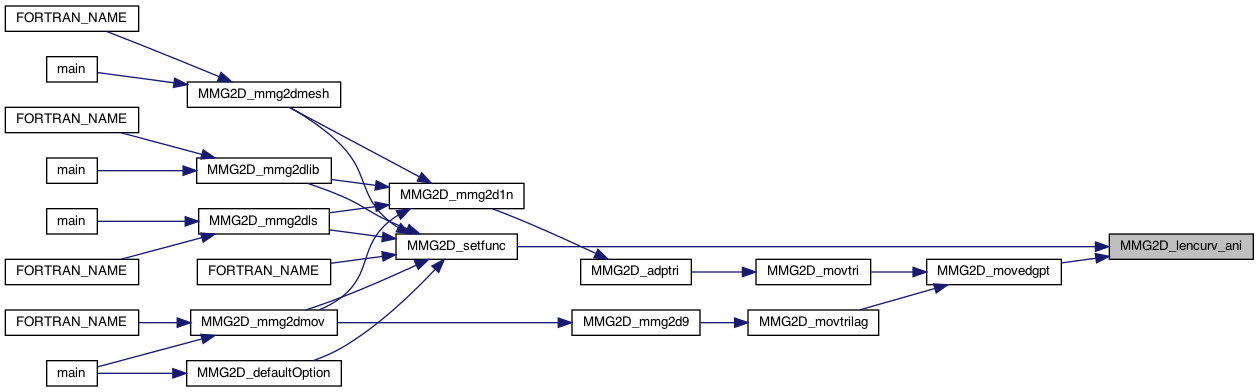 FORTRAN_NAME
main
MMG2D_mmg2dmesh
FORTRAN_NAME
main
MMG2D_mmg2dlib
MMG2D_mmg2d1n
main
MMG2D_mmg2dls
MMG2D_setfunc
MMG2D_lencurv_ani
FORTRAN_NAME
FORTRAN_NAME
MMG2D_adptri
MMG2D_movtri
MMG2D_movedgpt
FORTRAN_NAME
MMG2D_mmg2dmov
MMG2D_mmg2d9
MMG2D_movtrilag
main
MMG2D_defaultOption